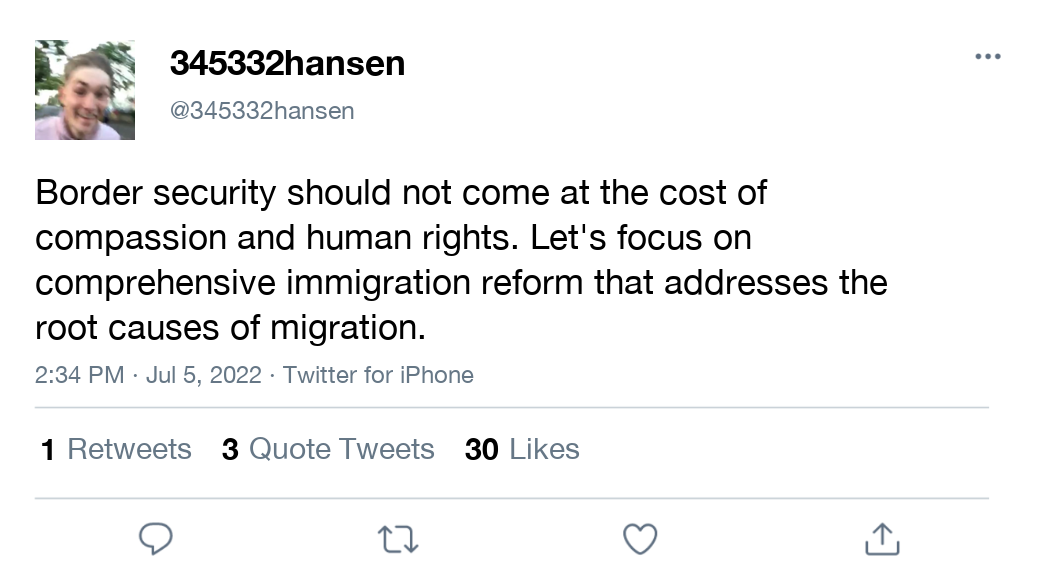 345332hansen
@345332hansen
Border security should not come at the cost of
compassion and human rights. Let's focus on
comprehensive immigration reform that addresses the
root causes of migration.
2:34 PM · Jul 5, 2022 · Twitter for iPhone
1 Retweets 3 Quote Tweets 30 Likes